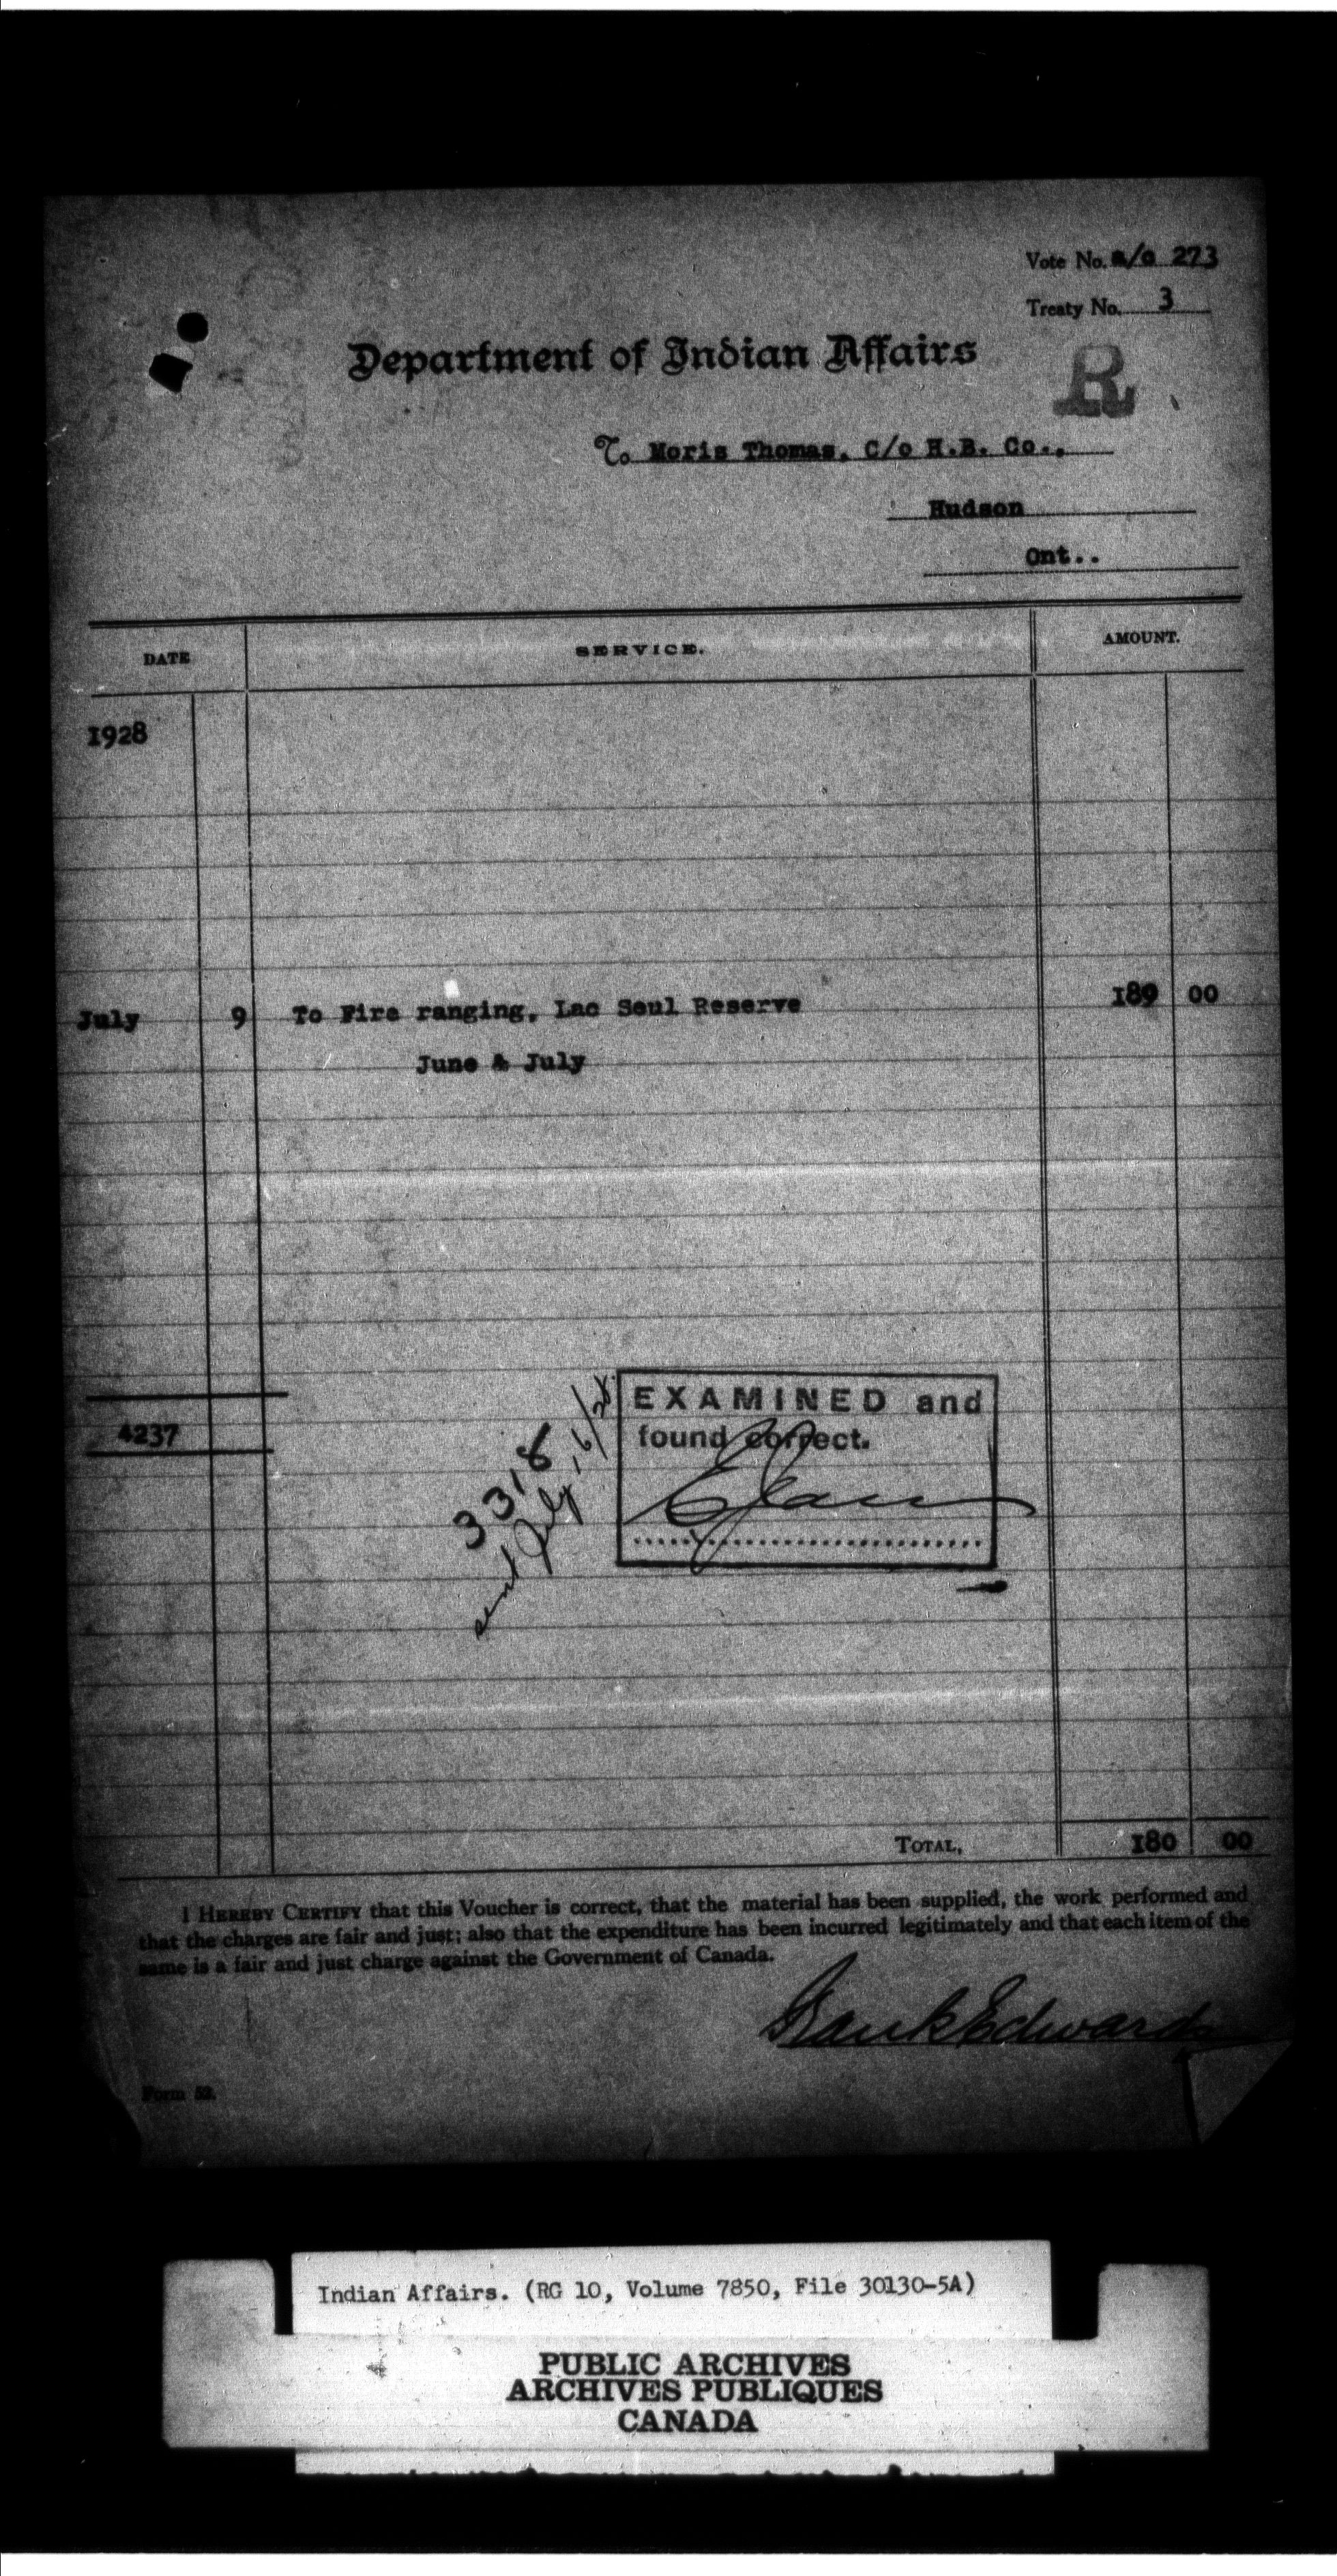 Vote No. a/o 273
Treaty No. 3
Department of Indian Affairs
R
To Moris Thomas, C/o H.B. Co.,
Hudson
Ont..
DATE SERVICE. AMOUNT.
1928
July 9 To Fire ranging, Lac Seul Reserve 189 00
June & July
EXAMINED and
found correct.
4237
3318
sent July 16/28.
TOTAL, 180 00
I HEREBY CERTIFY that this Voucher is correct, that the material has been supplied, the work performed and
that the charges are fair and just; also that the expenditure has been incurred legitimately and that each item of the
same is a fair and just charge against the Government of Canada.
Frank Edwards
Form 52.
Indian Affairs. (RG 10, Volume 7850, File 30130-5A)
PUBLIC ARCHIVES
ARCHIVES PUBLIQUES
CANADA